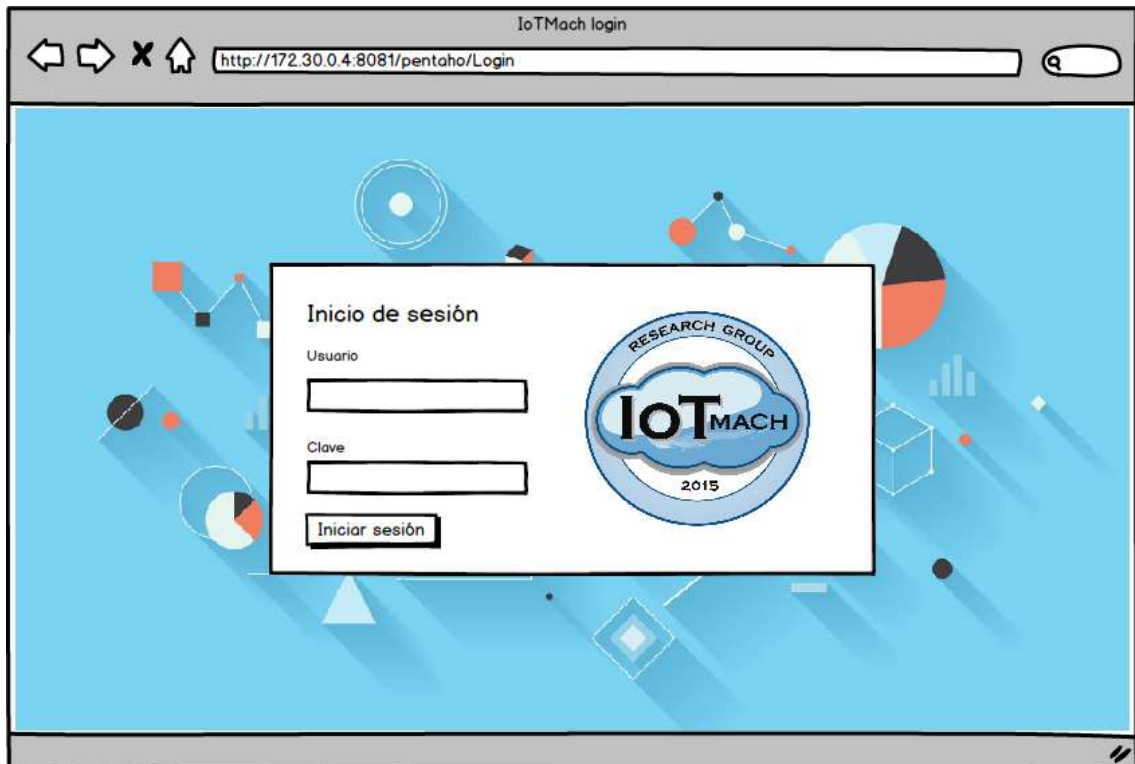 IoTMach login
http://172.30.0.4:8081/pentaho/Login
Inicio de sesión
Usuario
Clave
Iniciar sesión
RESEARCH GROUP
IOTMACH
2015